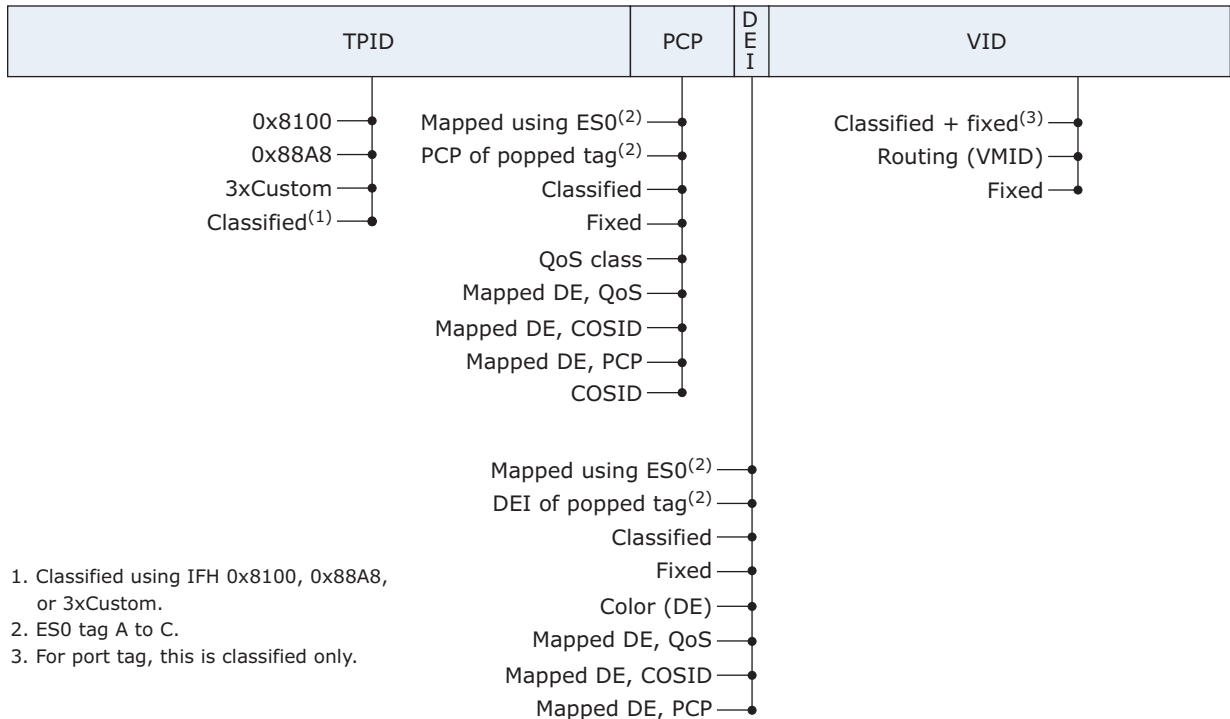 TPID
PCP
DEI
VID
0x8100
0x88A8
3xCustom
Classified(1)
Mapped using ES0(2)
PCP of popped tag(2)
Classified
Fixed
QoS class
Mapped DE, QoS
Mapped DE, COSID
Mapped DE, PCP
COSID
Classified + fixed(3)
Routing (VMID)
Fixed
Mapped using ES0(2)
DEI of popped tag(2)
Classified
Fixed
Color (DE)
Mapped DE, QoS
Mapped DE, COSID
Mapped DE, PCP
1. Classified using IFH 0x8100, 0x88A8,
or 3xCustom.
2. ES0 tag A to C.
3. For port tag, this is classified only.